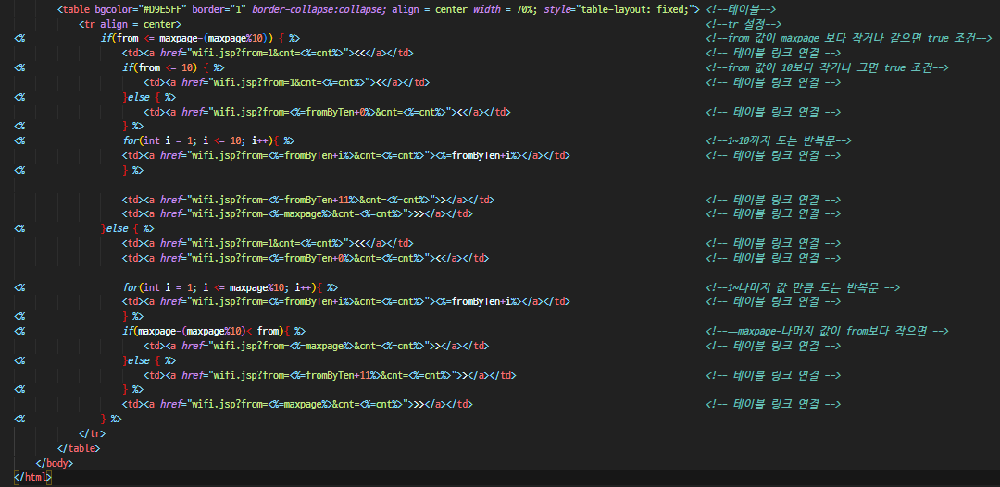 <table bgcolor="#D9E5FF" border="1" border-collapse:collapse; align = center width = 70%; style="table-layout: fixed;"> <!--테이블-->
<tr align = center> <!--tr 설정-->
<% if(from <= maxpage-(maxpage%10)) { %> <!--from 값이 maxpage 보다 작거나 같으면 true 조건-->
<td><a href="wifi.jsp?from=1&cnt=<%=cnt%>"><<</a></td> <!-- 테이블 링크 연결 -->
<% if(from <= 10) { %> <!--from 값이 10보다 작거나 크면 true 조건-->
<td><a href="wifi.jsp?from=1&cnt=<%=cnt%>"><</a></td> <!-- 테이블 링크 연결 -->
<% }else { %>
<td><a href="wifi.jsp?from=<%=fromByTen+0%>&cnt=<%=cnt%>"><</a></td> <!-- 테이블 링크 연결 -->
<% } %>
<% for(int i = 1; i <= 10; i++){ %> <!--1~10까지 도는 반복문-->
<td><a href="wifi.jsp?from=<%=fromByTen+i%>&cnt=<%=cnt%>"><%=fromByTen+i%></a></td> <!-- 테이블 링크 연결 -->
<% } %>
<td><a href="wifi.jsp?from=<%=fromByTen+11%>&cnt=<%=cnt%>">></a></td> <!-- 테이블 링크 연결 -->
<td><a href="wifi.jsp?from=<%=maxpage%>&cnt=<%=cnt%>">>></a></td> <!-- 테이블 링크 연결 -->
<% }else { %>
<td><a href="wifi.jsp?from=1&cnt=<%=cnt%>"><<</a></td> <!-- 테이블 링크 연결 -->
<td><a href="wifi.jsp?from=<%=fromByTen+0%>&cnt=<%=cnt%>"><</a></td> <!-- 테이블 링크 연결 -->
<% for(int i = 1; i <= maxpage%10; i++){ %> <!--1~나머지 값 만큼 도는 반복문 -->
<td><a href="wifi.jsp?from=<%=fromByTen+i%>&cnt=<%=cnt%>"><%=fromByTen+i%></a></td> <!-- 테이블 링크 연결 -->
<% } %>
<% if(maxpage-(maxpage%10)< from){ %> <!--——maxpage-나머지 값이 from보다 작으면 -->
<td><a href="wifi.jsp?from=<%=maxpage%>&cnt=<%=cnt%>">></a></td> <!-- 테이블 링크 연결 -->
<% }else { %>
<td><a href="wifi.jsp?from=<%=fromByTen+11%>&cnt=<%=cnt%>">></a></td> <!-- 테이블 링크 연결 -->
<% } %>
<td><a href="wifi.jsp?from=<%=maxpage%>&cnt=<%=cnt%>">>></a></td> <!-- 테이블 링크 연결 -->
<% } %>
</tr>
</table>
</body>
</html>